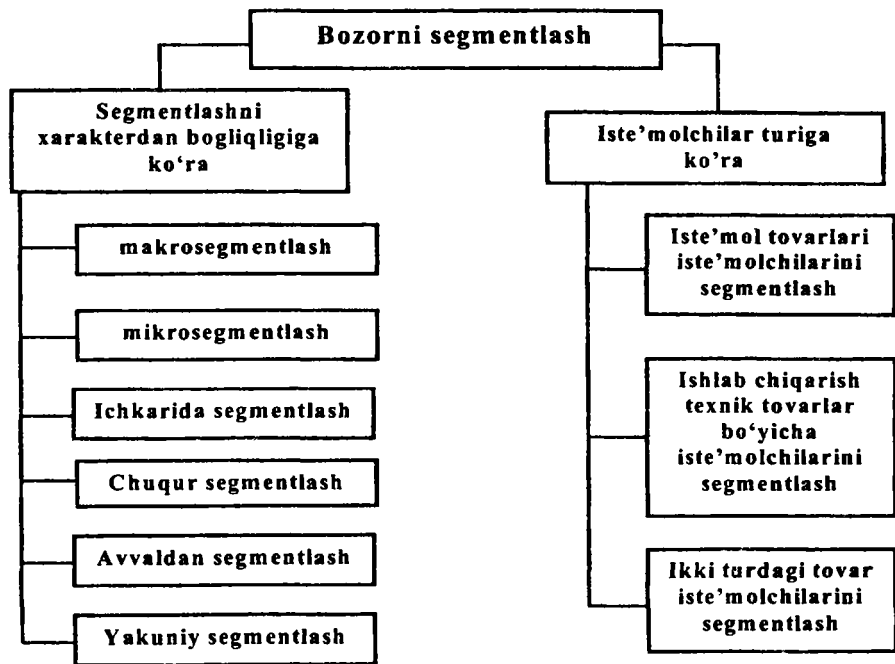 Bozorni segmentlash
Segmentlashni
xarakterdan bogliqligiga
ko‘ra
makrosegmentlash
mikrosegmentlash
Ichkarida segmentlash
Chuqur segmentlash
Avvaldan segmentlash
Yakuniy segmentlash
Iste’molchilar turiga
ko’ra
Iste’mol tovarlari
iste’molchilarini
segmentlash
Ishlab chiqarish
texnik tovarlar
bo‘yicha
iste’molchilarini
segmentlash
Ikki turdagi tovar
iste’molchilarini
segmentlash